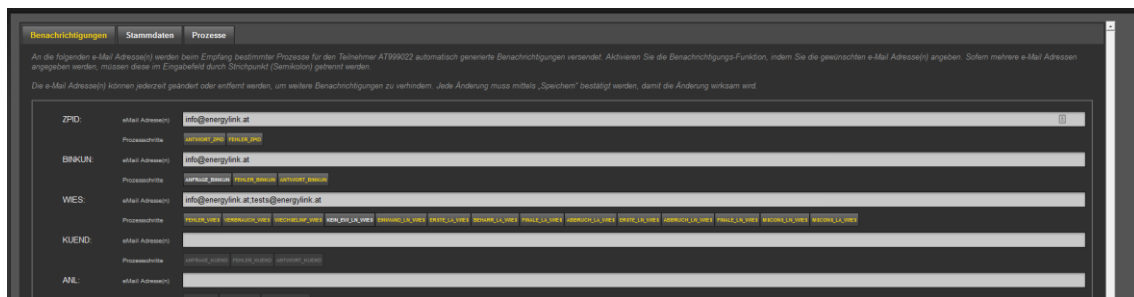 Benachrichtigungen Stammdaten Prozesse
An die folgenden e-Mail Adresse(n) werden beim Empfang bestimmter Prozesse für den Teilnehmer AT999022 automatisch generierte Benachrichtigungen versendet. Aktivieren Sie die Benachrichtigungs-Funktion, indem Sie die gewünschten e-Mail Adresse(n) angeben. Sofern mehrere e-Mail Adressen
angegeben werden, müssen diese im Eingabefeld durch Strichpunkt (Semikolon) getrennt werden.
Die e-Mail Adresse(n) können jederzeit geändert oder entfernt werden, um weitere Benachrichtigungen zu verhindern. Jede Änderung muss mittels „Speichern" bestätigt werden, damit die Änderung wirksam wird.
ZPID: eMail Adresse(n) info@energylink.at
Prozessschritte ANTWORT_ZPID FEHLER_ZPID
BINKUN: eMail Adresse(n) info@energylink.at
Prozessschritte ANFRAGE_BINKUN FEHLER_BINKUN ANTWORT_BINKUN
WIES: eMail Adresse(n) info@energylink.at;tests@energylink.at
Prozessschritte FEHLER_WIES VERBRAUCH_WIES WECHSELINF_WIES KEIN_EW_LN_WIES EINWAND_LN_WIES ERSTE_LA_WIES BEHARR_LA_WIES FINALE_LA_WIES ABBRUCH_LA_WIES ERSTE_LN_WIES ABBRUCH_LN_WIES FINALE_LN_WIES MSCONS_LN_WIES MSCONS_LA_WIES
KUEND: eMail Adresse(n)
Prozessschritte ANFRAGE_KUEND FEHLER_KUEND ANTWORT_KUEND
ANL: eMail Adresse(n)